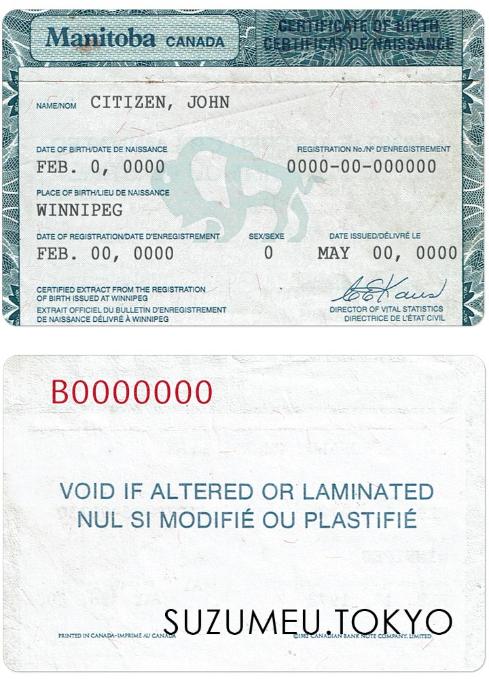 Manitoba CANADA
CERTIFICATE OF BIRTH
CERTIFICAT DE NAISSANCE
NAME/NOM CITIZEN, JOHN
DATE OF BIRTH/DATE DE NAISSANCE REGISTRATION No./Nº D'ENREGISTREMENT
FEB. 0, 0000 0000-00-000000
PLACE OF BIRTH/LIEU DE NAISSANCE
WINNIPEG
DATE OF REGISTRATION/DATE D'ENREGISTREMENT SEX/SEXE DATE ISSUED/DÉLIVRÉ LE
FEB. 00, 0000 0 MAY 00, 0000
CERTIFIED EXTRACT FROM THE REGISTRATION
OF BIRTH ISSUED AT WINNIPEG
EXTRAIT OFFICIEL DU BULLETIN D'ENREGISTREMENT
DE NAISSANCE DÉLIVRÉ À WINNIPEG
DIRECTOR OF VITAL STATISTICS
DIRECTRICE DE L'ÉTAT CIVIL
B0000000
VOID IF ALTERED OR LAMINATED
NUL SI MODIFIÉ OU PLASTIFIÉ
SUZUMEU.TOKYO
PRINTED IN CANADA-IMPRIMÉ AU CANADA ©1982 CANADIAN BANK NOTE COMPANY, LIMITED